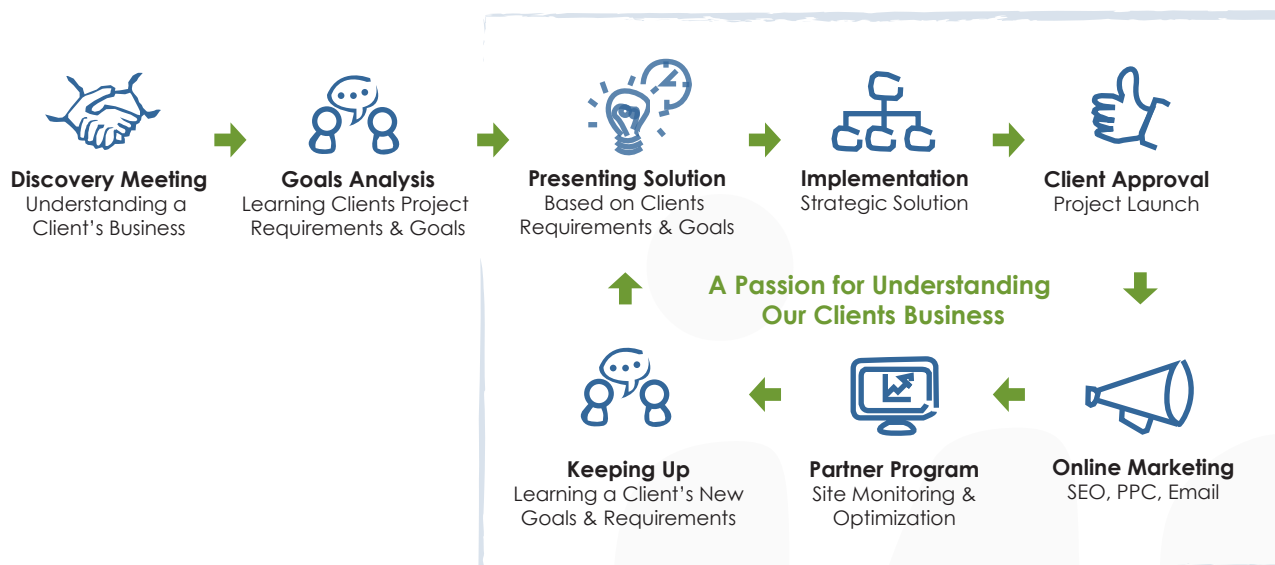 Discovery Meeting
Understanding a
Client's Business
Goals Analysis
Learning Clients Project
Requirements & Goals
Presenting Solution
Based on Clients
Requirements & Goals
Implementation
Strategic Solution
Client Approval
Project Launch
A Passion for Understanding
Our Clients Business
Keeping Up
Learning a Client's New
Goals & Requirements
Partner Program
Site Monitoring &
Optimization
Online Marketing
SEO, PPC, Email